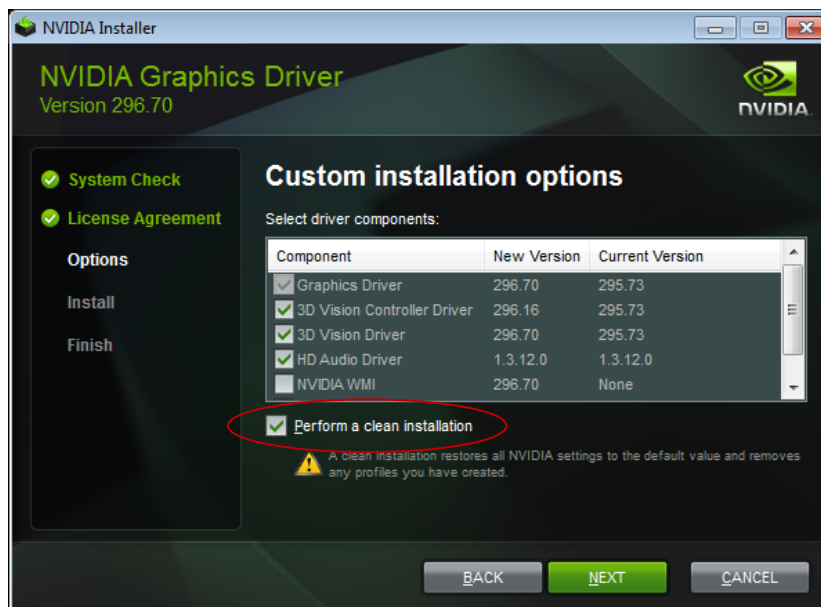 NVIDIA Installer
NVIDIA Graphics Driver
Version 296.70
NVIDIA.
System Check
License Agreement
Options
Install
Finish
Custom installation options
Select driver components:
Component New Version Current Version
Graphics Driver 296.70 295.73
3D Vision Controller Driver 296.16 295.73
3D Vision Driver 296.70 295.73
HD Audio Driver 1.3.12.0 1.3.12.0
NVIDIA WMI 296.70 None
Perform a clean installation
A clean installation restores all NVIDIA settings to the default value and removes
any profiles you have created.
BACK NEXT CANCEL